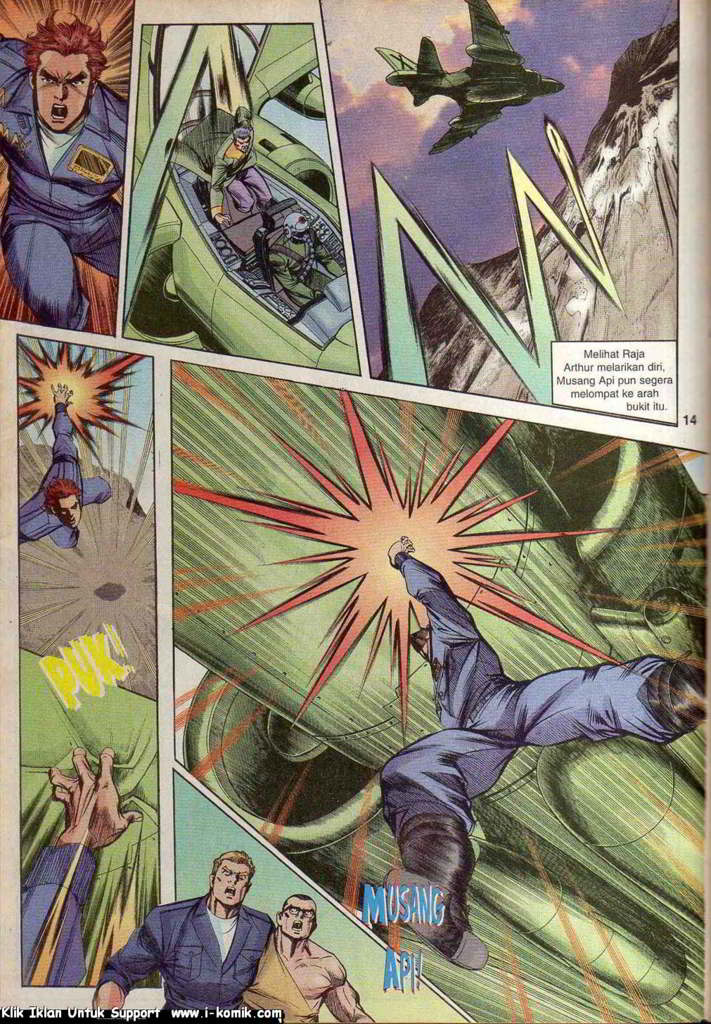 Melihat Raja
Arthur melarikan diri,
Musang Api pun segera
melompat ke arah
bukit itu.
14
PUK!
MUSANG
API!
Klik Iklan Untuk Support www.i-komik.com